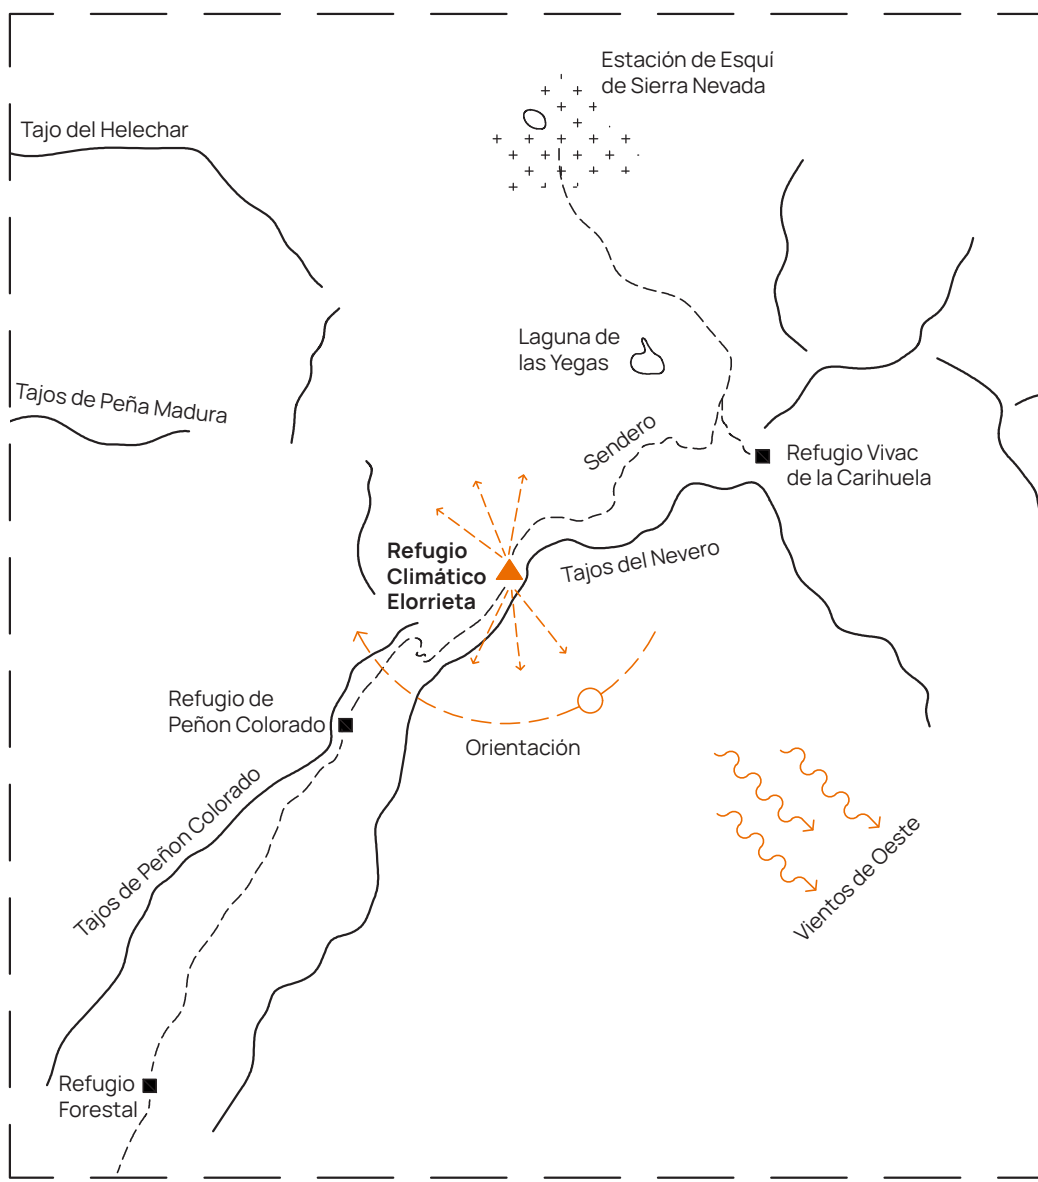 Estación de Esquí
de Sierra Nevada
Tajo del Helechar
Laguna de
las Yegas
Tajos de Peña Madura
Sendero
Refugio Vivac
de la Carihuela
Refugio
Climático
Elorrieta
Tajos del Nevero
Refugio de
Peñon Colorado
Orientación
Tajos de Peñon Colorado
Vientos de Oeste
Refugio
Forestal